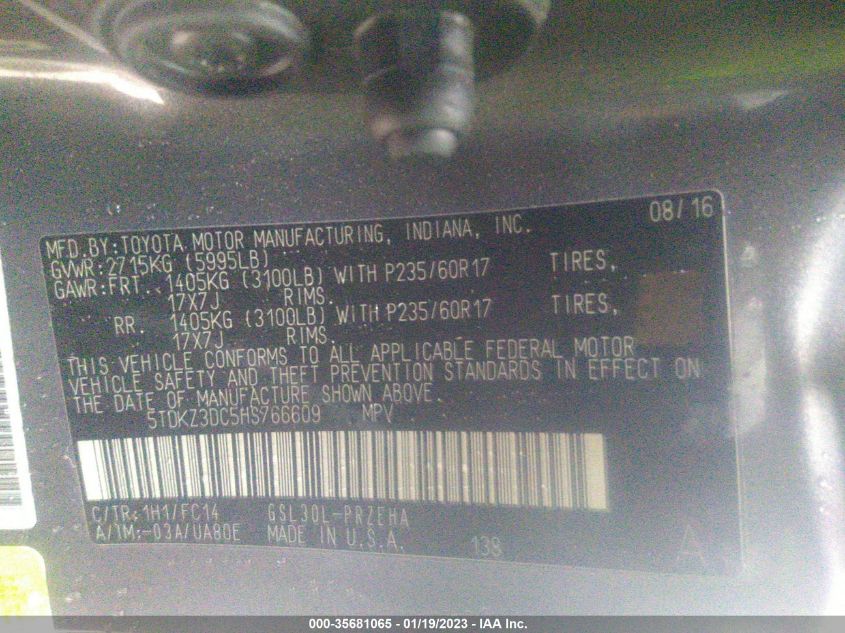 08/16
MFD.BY:TOYOTA MOTOR MANUFACTURING, INDIANA, INC.
GVWR:2715KG (5995LB)
GAWR:FRT. 1405KG (3100LB) WITH P235/60R17 TIRES,
17X7J RIMS.
RR. 1405KG (3100LB) WITH P235/60R17 TIRES,
17X7J RIMS.
THIS VEHICLE CONFORMS TO ALL APPLICABLE FEDERAL MOTOR
VEHICLE SAFETY AND THEFT PREVENTION STANDARDS IN EFFECT ON
THE DATE OF MANUFACTURE SHOWN ABOVE.
5TDKZ3DC5HS766609 MPV
C/TR:1H1/FC14 GSL30L-PRZEHA
A/TM:-03A/UA80E MADE IN U.S.A. 138 A
000-35681065 - 01/19/2023 - IAA Inc.